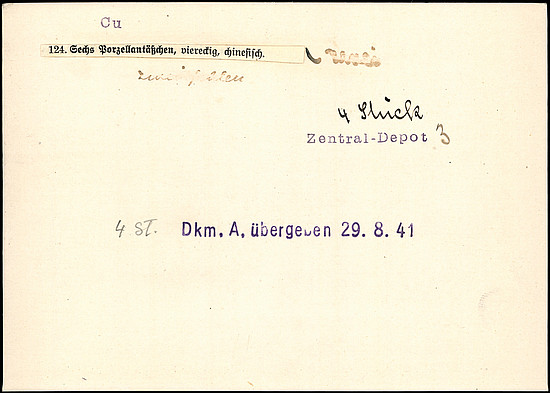 Cu
124. Sechs Porzellantäßchen, viereckig, chinesisch.
4 Stück
Zentral-Depot 3
4 St. Dkm. A. übergeben 29. 8. 41